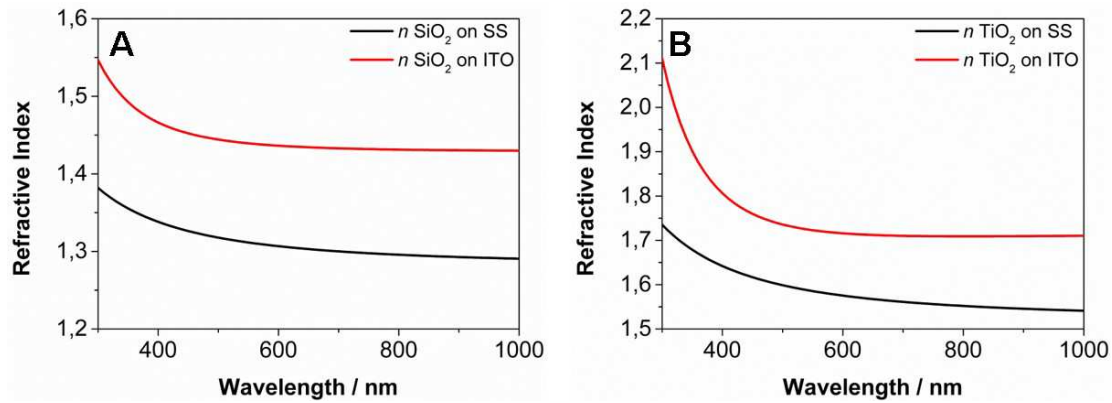 A
n SiO₂ on SS
n SiO₂ on ITO
1,6
1,5
1,4
1,3
1,2
Refractive Index
400
600
800
1000
Wavelength / nm
B
n TiO₂ on SS
n TiO₂ on ITO
2,2
2,1
2,0
1,9
1,8
1,7
1,6
1,5
Refractive Index
400
600
800
1000
Wavelength / nm